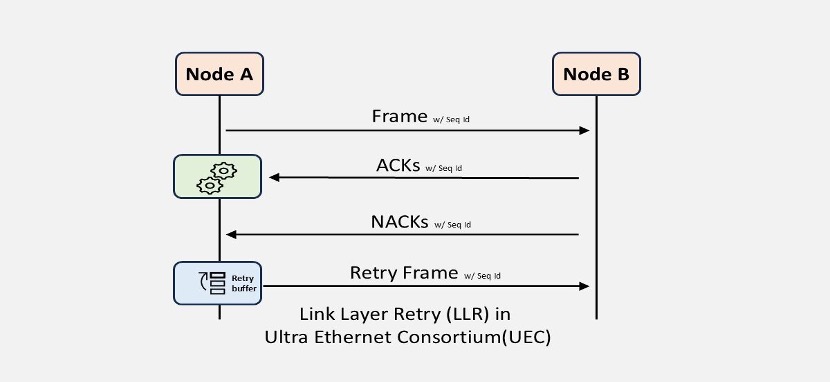 Node A
Node B
Frame w/ Seq Id
ACKs w/ Seq Id
NACKs w/ Seq Id
Retry Frame w/ Seq Id
Retry
buffer
Link Layer Retry (LLR) in
Ultra Ethernet Consortium(UEC)